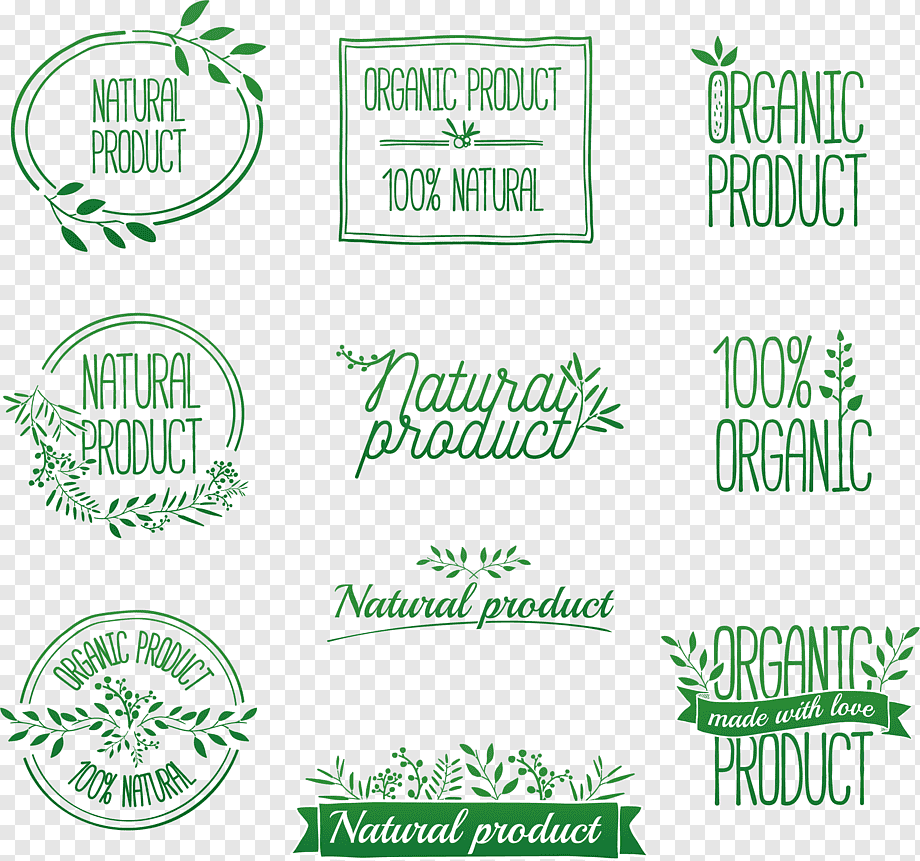 NATURAL
PRODUCT
ORGANIC PRODUCT
100% NATURAL
ORGANIC
PRODUCT
NATURAL
PRODUCT
Natural
product
100%
ORGANIC
Natural product
ORGANIC PRODUCT
100% NATURAL
ORGANIC
made with love
PRODUCT
Natural product